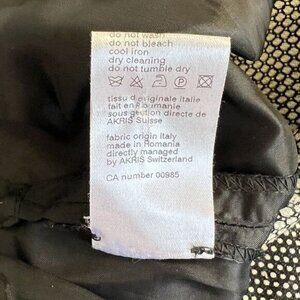 do not wash
do not bleach
cool iron
dry cleaning
do not tumble dry
P
tissu d'originale Italie
fait en Roumanie
sous gestion directe de
AKRIS Suisse
fabric origin Italy
made in Romania
directly managed
by AKRIS Switzerland
CA number 00985